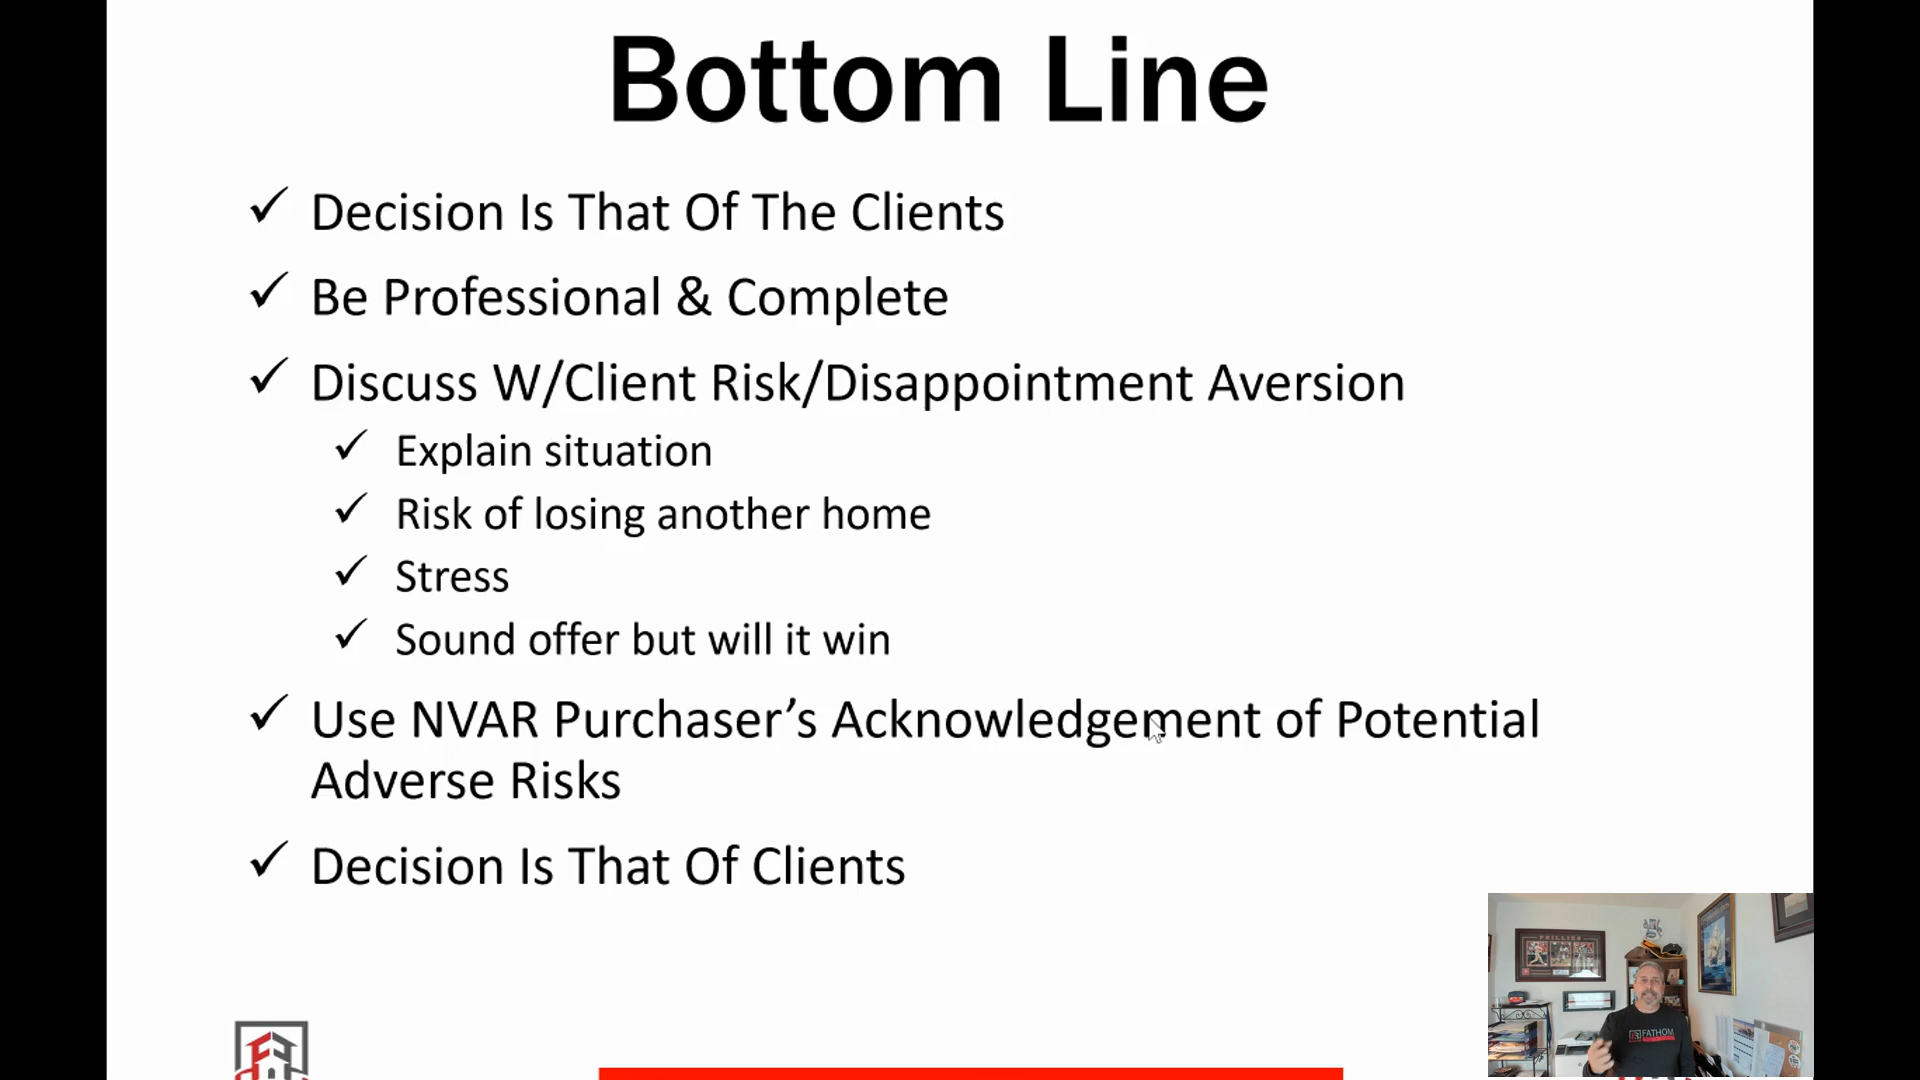 Bottom Line
Decision Is That Of The Clients
Be Professional & Complete
Discuss W/Client Risk/Disappointment Aversion
Explain situation
Risk of losing another home
Stress
Sound offer but will it win
Use NVAR Purchaser’s Acknowledgement of Potential
Adverse Risks
Decision Is That Of Clients
PHILLIES
FATHOM